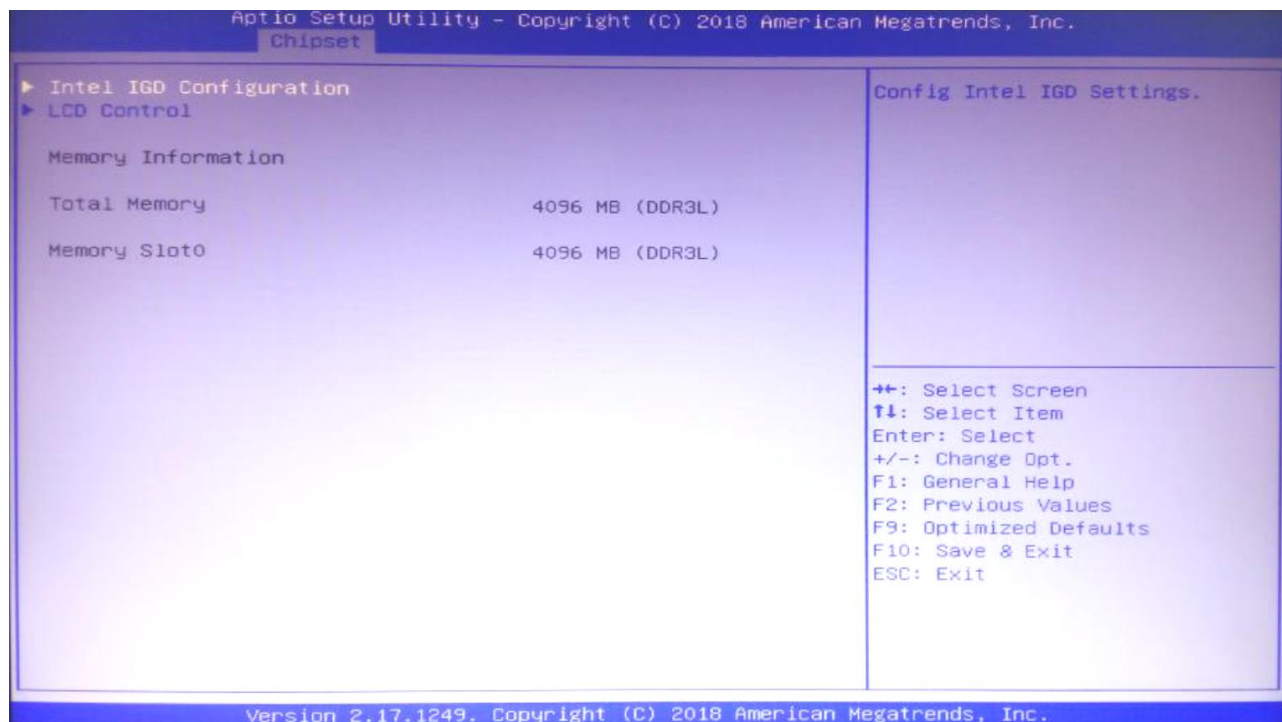 Aptio Setup Utility – Copyright (C) 2018 American Megatrends, Inc.
Chipset
▶ Intel IGD Configuration
▶ LCD Control
Memory Information
Total Memory 4096 MB (DDR3L)
Memory Slot0 4096 MB (DDR3L)
Config Intel IGD Settings.
→←: Select Screen
↑↓: Select Item
Enter: Select
+/-: Change Opt.
F1: General Help
F2: Previous Values
F9: Optimized Defaults
F10: Save & Exit
ESC: Exit
Version 2.17.1249. Copyright (C) 2018 American Megatrends, Inc.